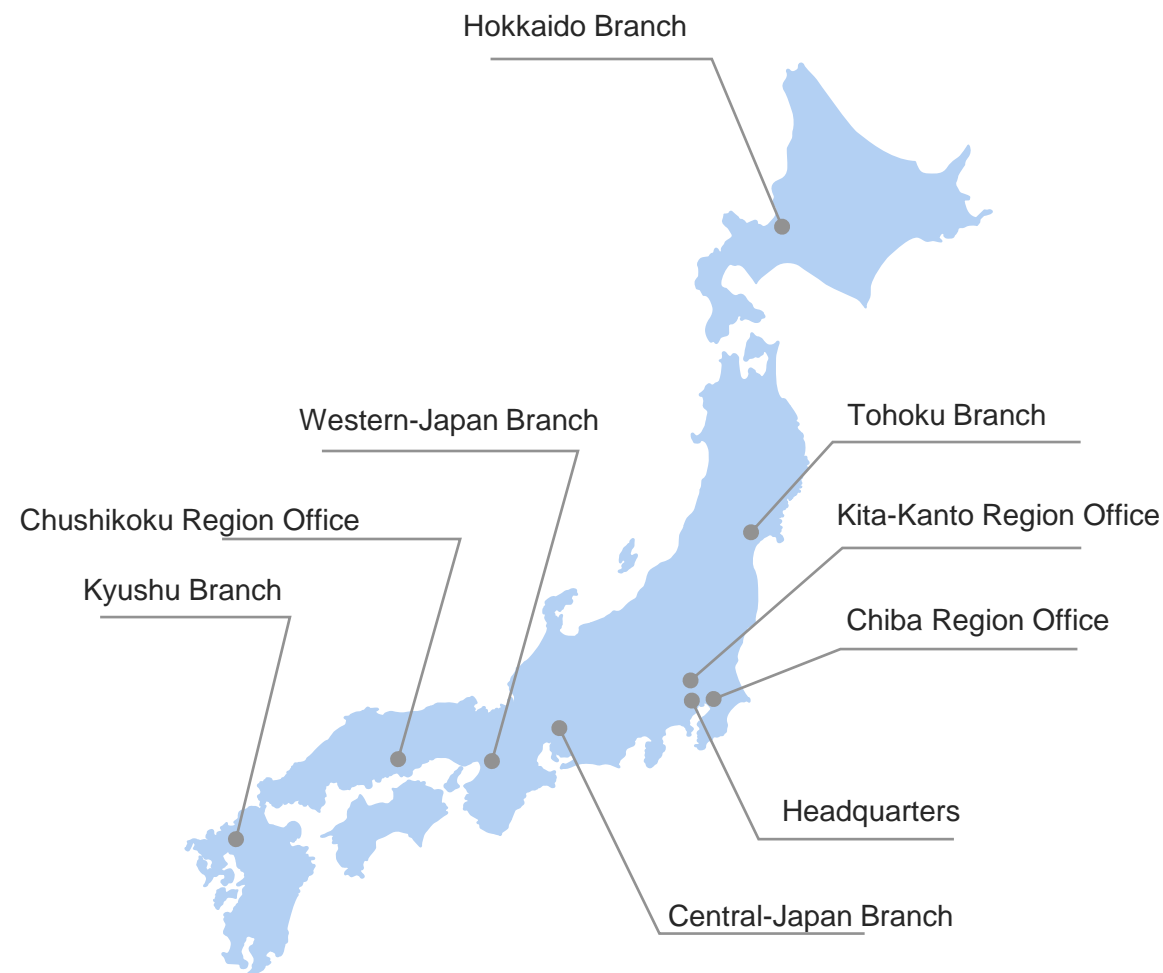 Hokkaido Branch
Western-Japan Branch
Tohoku Branch
Chushikoku Region Office
Kita-Kanto Region Office
Kyushu Branch
Chiba Region Office
Headquarters
Central-Japan Branch